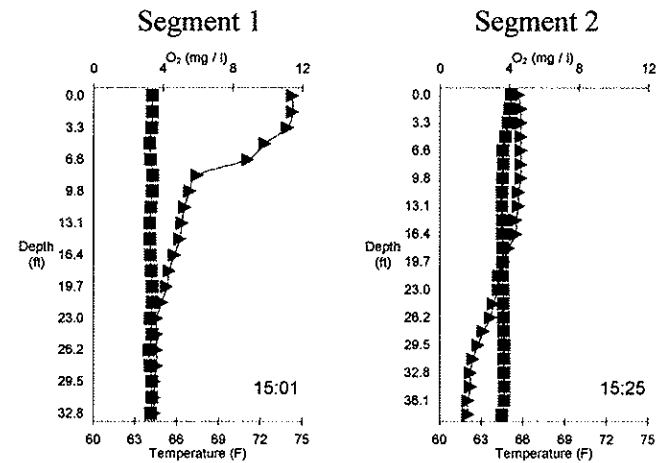 Segment 1
O₂ (mg / l)
0 4 8 12
0.0
3.3
6.6
9.8
13.1
16.4
19.7
23.0
26.2
29.5
32.8
Depth
(ft)
15:01
60 63 66 69 72 75
Temperature (F)
Segment 2
O₂ (mg / l)
0 4 8 12
0.0
3.3
6.6
9.8
13.1
16.4
19.7
23.0
26.2
29.5
32.8
38.1
Depth
(ft)
15:25
60 63 66 69 72 75
Temperature (F)